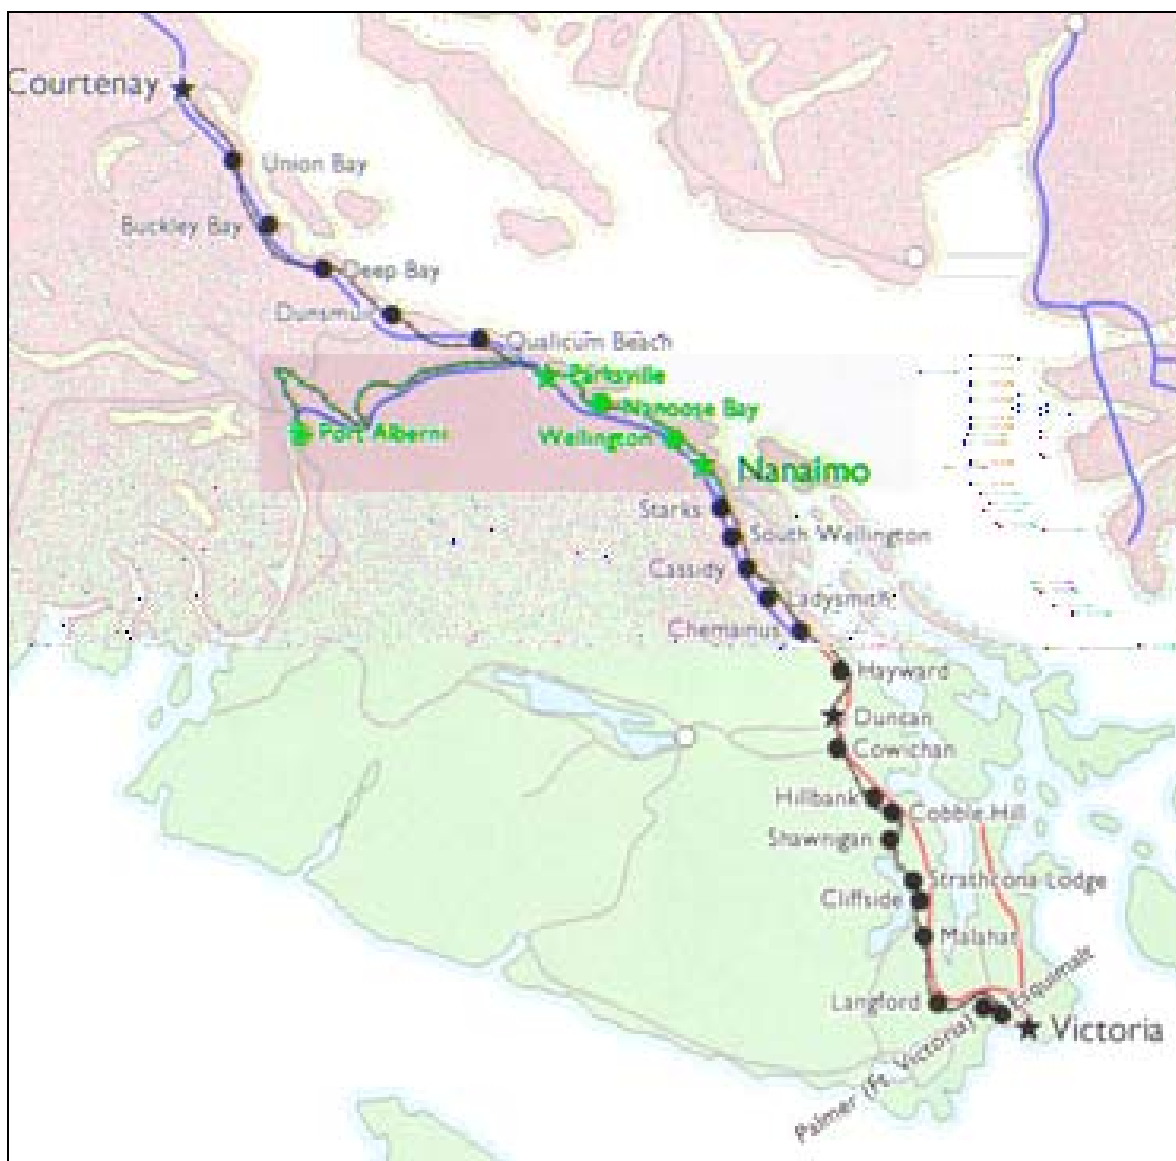 Courtenay
Union Bay
Buckley Bay
Deep Bay
Dunsmuir
Qualicum Beach
Parksville
Nanoose Bay
Port Alberni
Wellington
Nanaimo
Starks
South Wellington
Cassidy
Ladysmith
Chemainus
Hayward
Duncan
Cowichan
Hillbank
Cobble Hill
Shawnigan
Strathcona Lodge
Cliffside
Malahat
Langford
Esquimalt
Palmer (Ft. Victoria)
Victoria